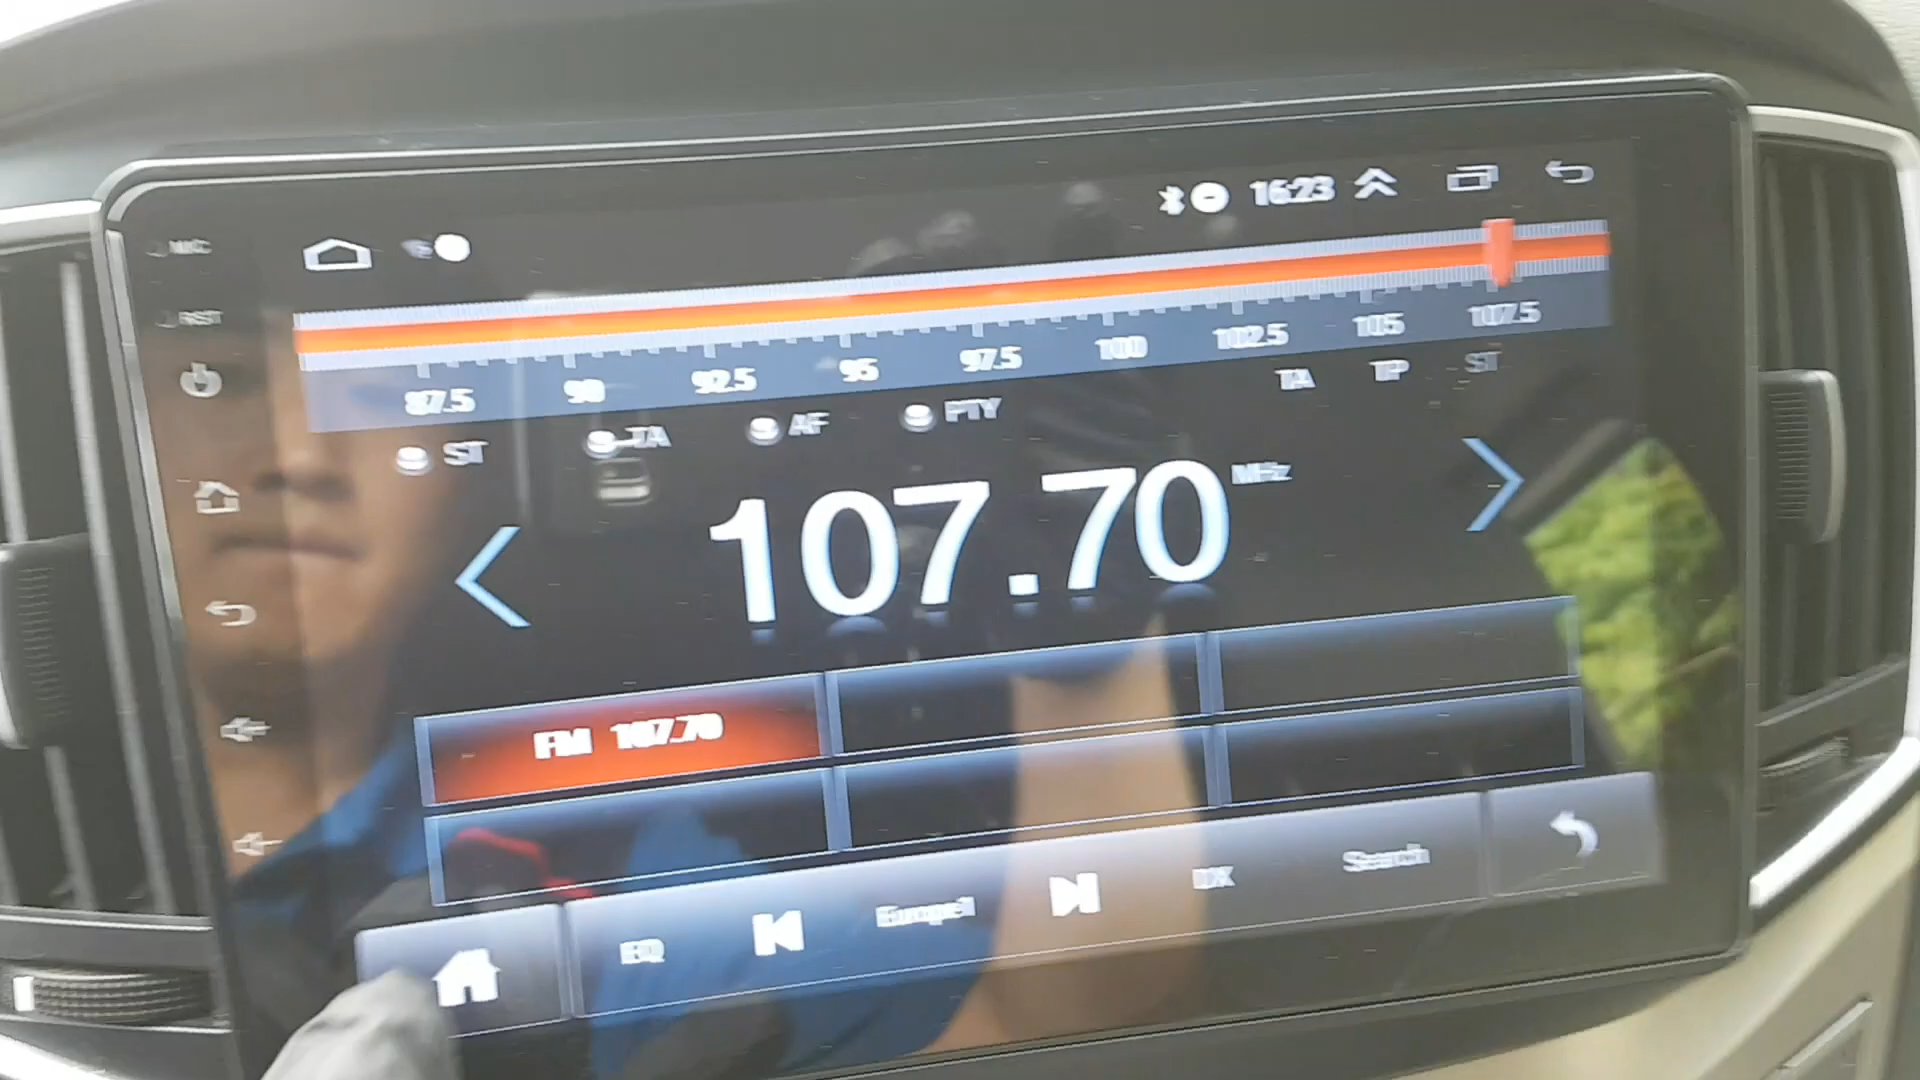 MIC
16:23
RST
87.5 90 92.5 95 97.5 100 102.5 105 107.5
ST TA AF PTY TA TP ST
107.70 MHz
FM 107.70
EQ Europe1 DX Search